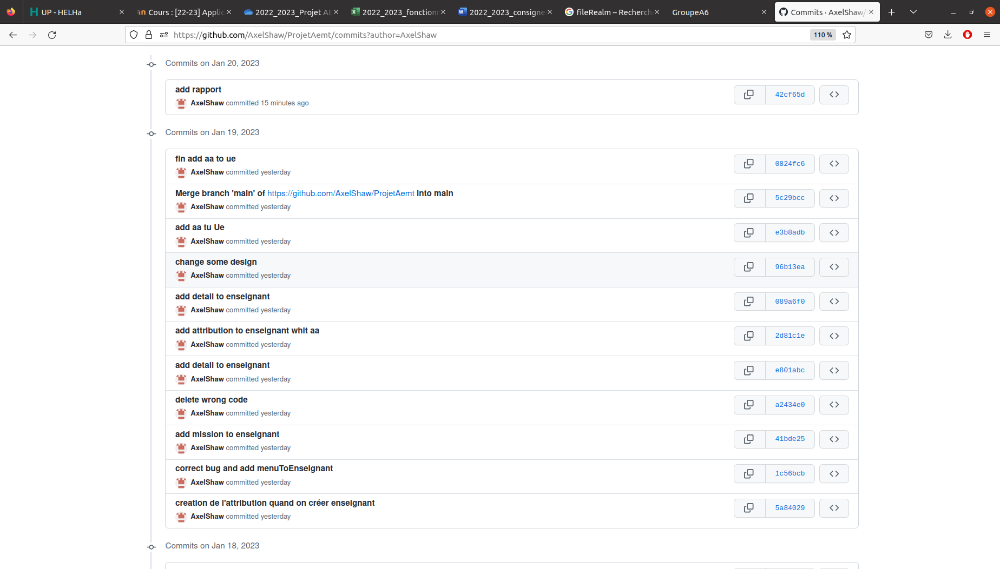 UP - HELHa
Cours : [22-23] Applic
2022_2023_Projet AE
2022_2023_fonctionn
2022_2023_consigne
fileRealm – Recherch
GroupeA6
Commits · AxelShaw/
https://github.com/AxelShaw/ProjetAemt/commits?author=AxelShaw
110 %
Commits on Jan 20, 2023
add rapport
AxelShaw committed 15 minutes ago
42cf65d
Commits on Jan 19, 2023
fin add aa to ue
AxelShaw committed yesterday
0824fc6
Merge branch 'main' of https://github.com/AxelShaw/ProjetAemt into main
AxelShaw committed yesterday
5c29bcc
add aa tu Ue
AxelShaw committed yesterday
e3b8adb
change some design
AxelShaw committed yesterday
96b13ea
add detail to enseignant
AxelShaw committed yesterday
089a6f0
add attribution to enseignant whit aa
AxelShaw committed yesterday
2d81c1e
add detail to enseignant
AxelShaw committed yesterday
e801abc
delete wrong code
AxelShaw committed yesterday
a2434e0
add mission to enseignant
AxelShaw committed yesterday
41bde25
correct bug and add menuToEnseignant
AxelShaw committed yesterday
1c56bcb
creation de l'attribution quand on créer enseignant
AxelShaw committed yesterday
5a84029
Commits on Jan 18, 2023